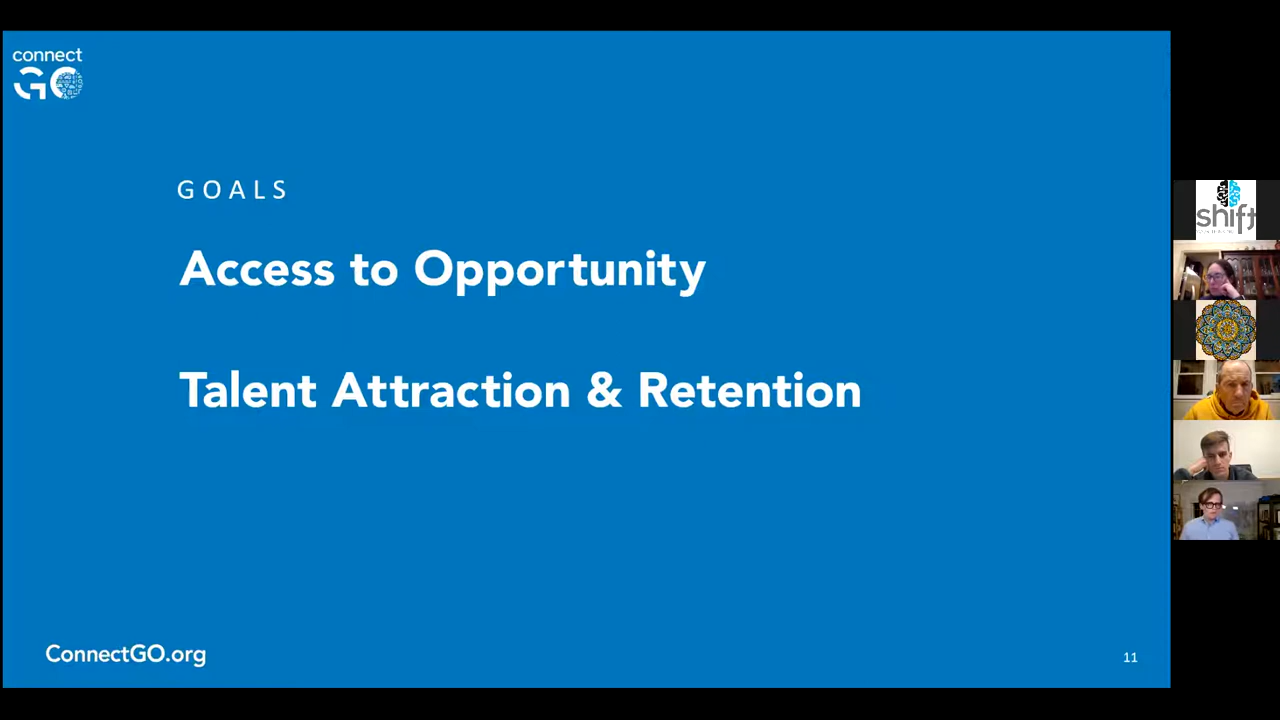 connect
GO
GOALS
Access to Opportunity
Talent Attraction & Retention
ConnectGO.org
11
shift